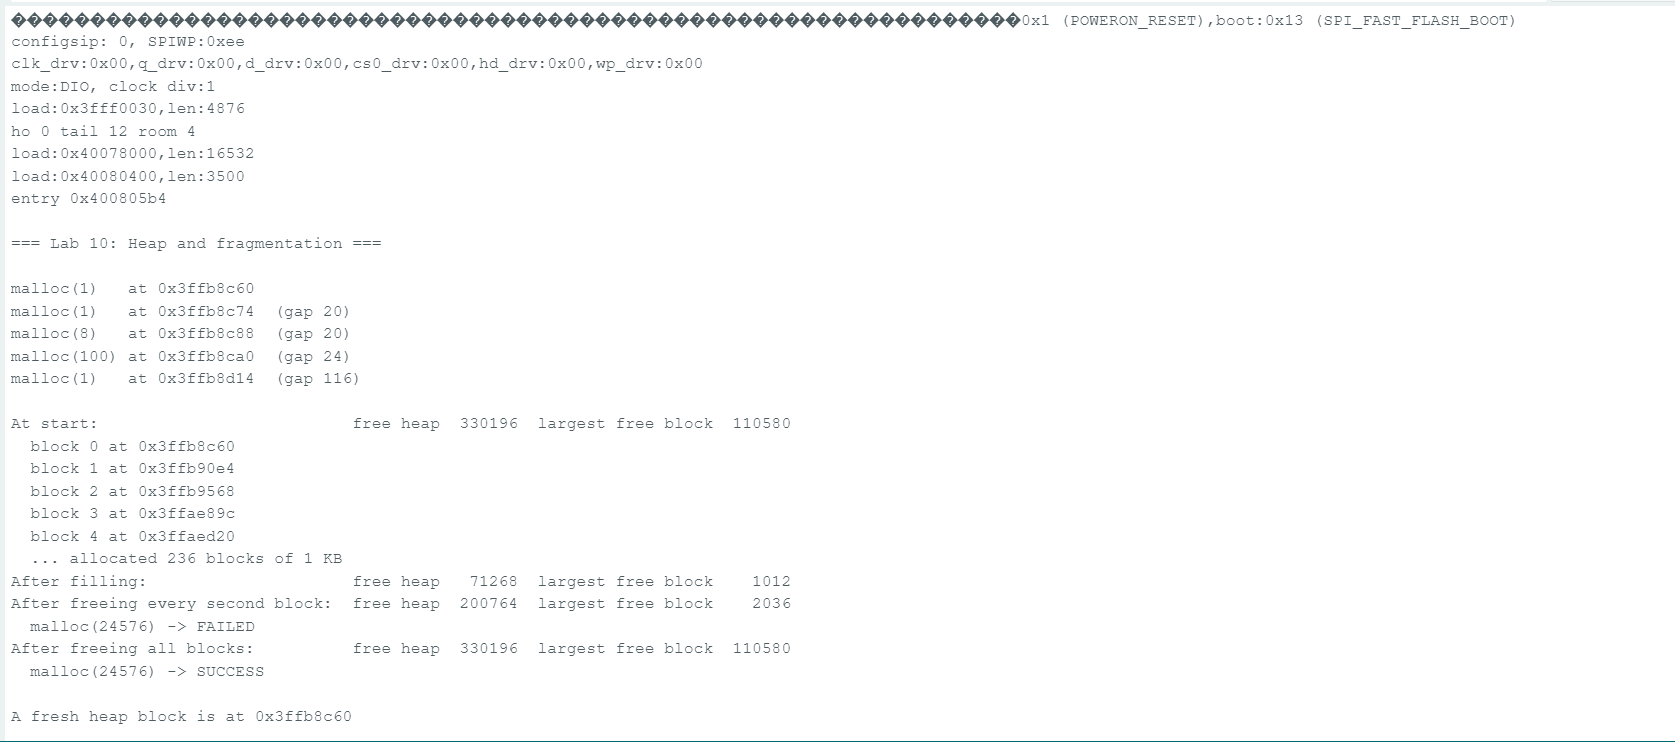 0x1 (POWERON_RESET),boot:0x13 (SPI_FAST_FLASH_BOOT)
configsip: 0, SPIWP:0xee
clk_drv:0x00,q_drv:0x00,d_drv:0x00,cs0_drv:0x00,hd_drv:0x00,wp_drv:0x00
mode:DIO, clock div:1
load:0x3fff0030,len:4876
ho 0 tail 12 room 4
load:0x40078000,len:16532
load:0x40080400,len:3500
entry 0x400805b4

=== Lab 10: Heap and fragmentation ===

malloc(1)   at 0x3ffb8c60
malloc(1)   at 0x3ffb8c74  (gap 20)
malloc(8)   at 0x3ffb8c88  (gap 20)
malloc(100) at 0x3ffb8ca0  (gap 24)
malloc(1)   at 0x3ffb8d14  (gap 116)

At start:                          free heap  330196  largest free block  110580
  block 0 at 0x3ffb8c60
  block 1 at 0x3ffb90e4
  block 2 at 0x3ffb9568
  block 3 at 0x3ffae89c
  block 4 at 0x3ffaed20
  ... allocated 236 blocks of 1 KB
After filling:                     free heap   71268  largest free block    1012
After freeing every second block:  free heap  200764  largest free block    2036
  malloc(24576) -> FAILED
After freeing all blocks:          free heap  330196  largest free block  110580
  malloc(24576) -> SUCCESS

A fresh heap block is at 0x3ffb8c60